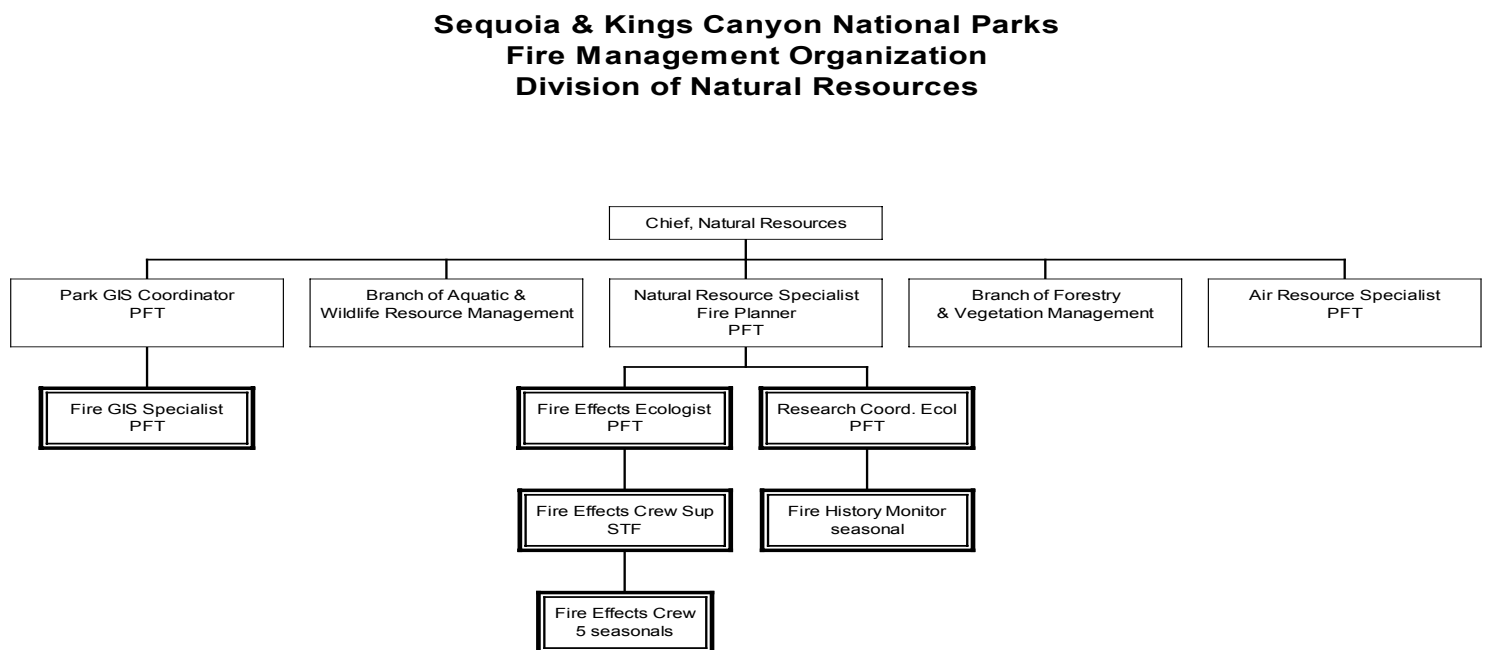 Sequoia & Kings Canyon National Parks
Fire Management Organization
Division of Natural Resources
Chief, Natural Resources
Park GIS Coordinator
PFT
Branch of Aquatic &
Wildlife Resource Management
Natural Resource Specialist
Fire Planner
PFT
Branch of Forestry
& Vegetation Management
Air Resource Specialist
PFT
Fire GIS Specialist
PFT
Fire Effects Ecologist
PFT
Research Coord. Ecol
PFT
Fire Effects Crew Sup
STF
Fire History Monitor
seasonal
Fire Effects Crew
5 seasonals